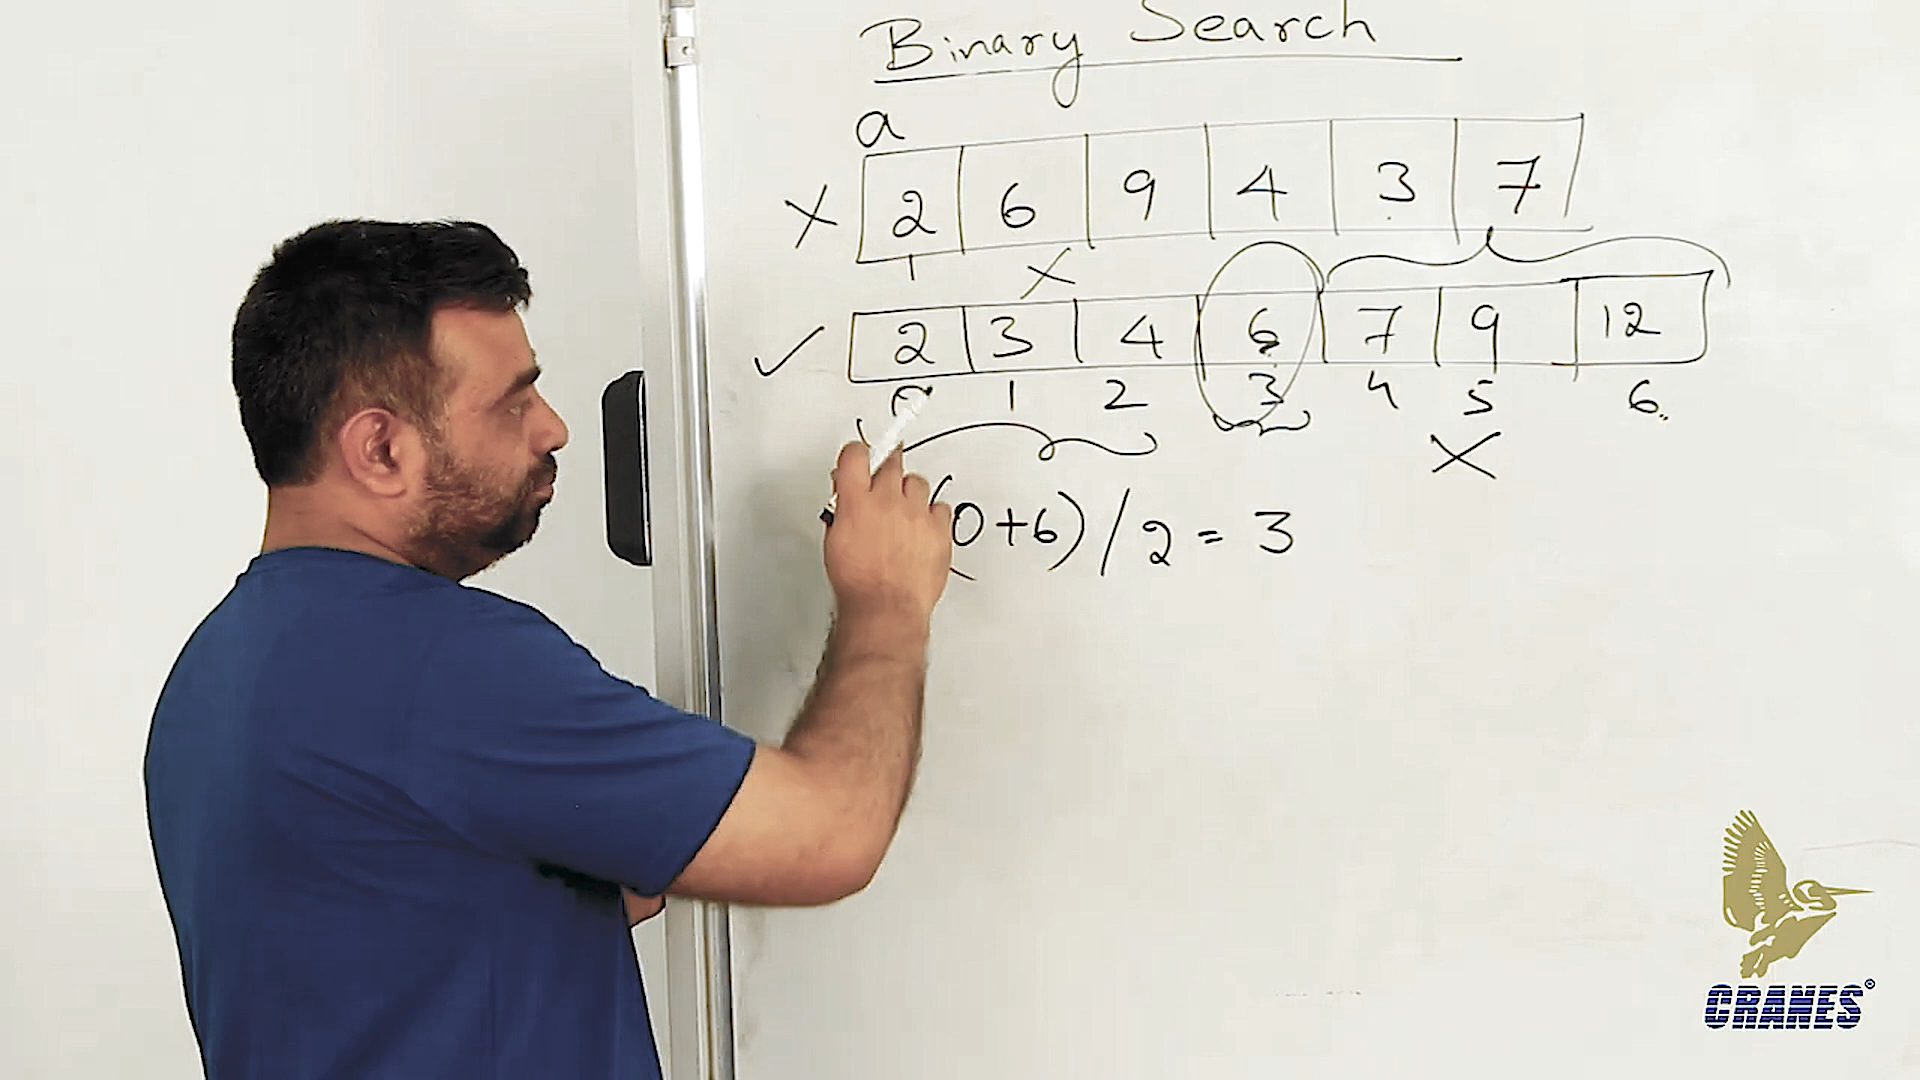 Binary Search
a
X 2 6 9 4 3 7
X
✓ 2 3 4 6 7 9 12
0 1 2 3 4 5 6
X
(0+6)/2 = 3
CRANES®